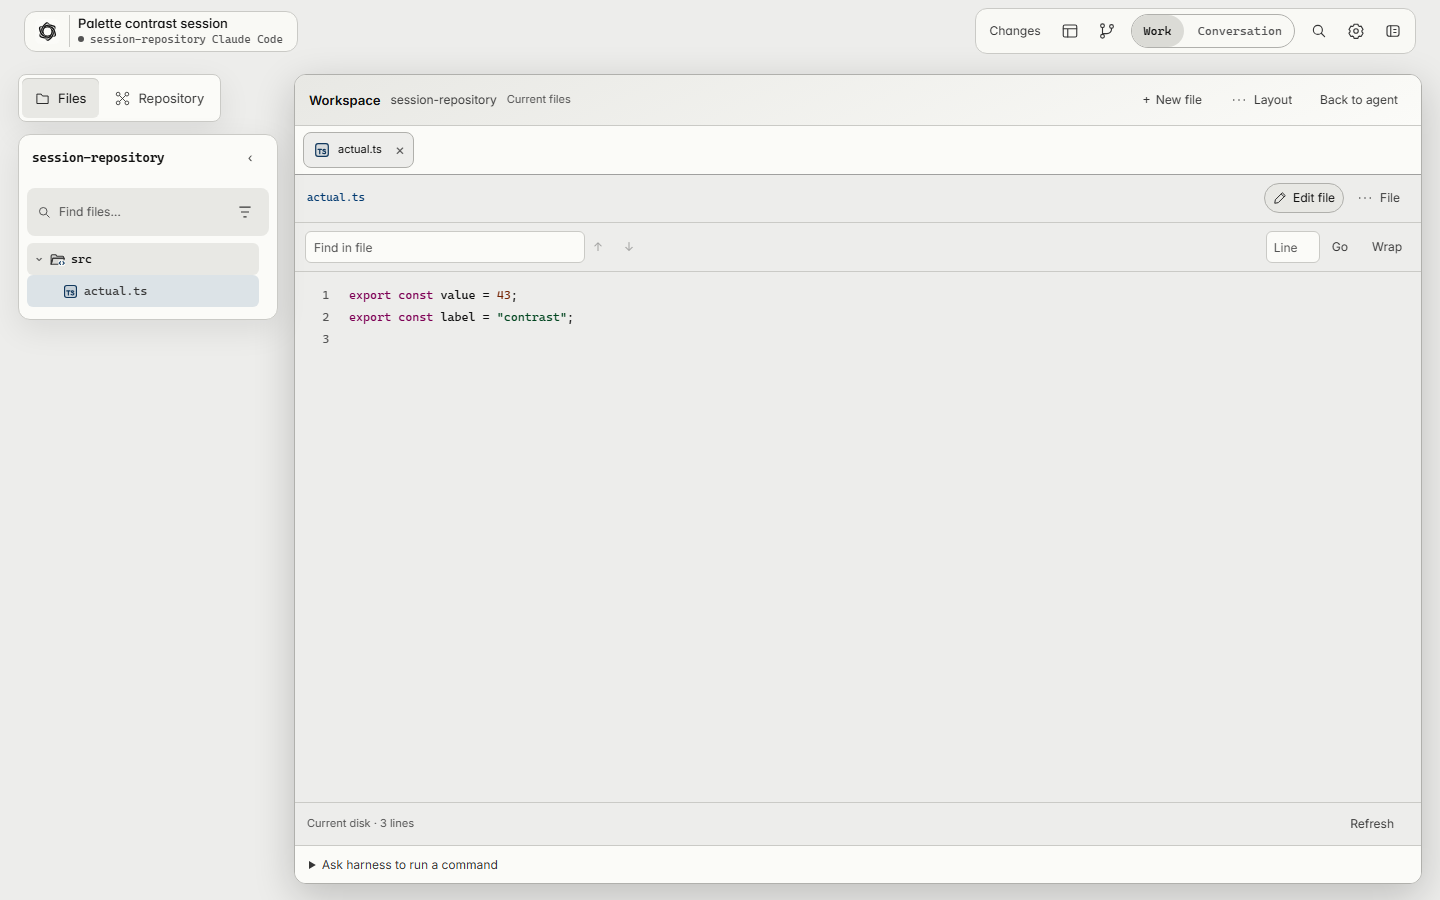 Palette contrast session
session-repository Claude Code
Changes
Work
Conversation
Files
Repository
session-repository
Find files...
src
TS actual.ts
Workspace session-repository Current files
+ New file
··· Layout
Back to agent
TS actual.ts ×
actual.ts
Edit file
··· File
Find in file
↑ ↓
Line
Go
Wrap
1 export const value = 43;
2 export const label = "contrast";
3
Current disk · 3 lines
Refresh
Ask harness to run a command